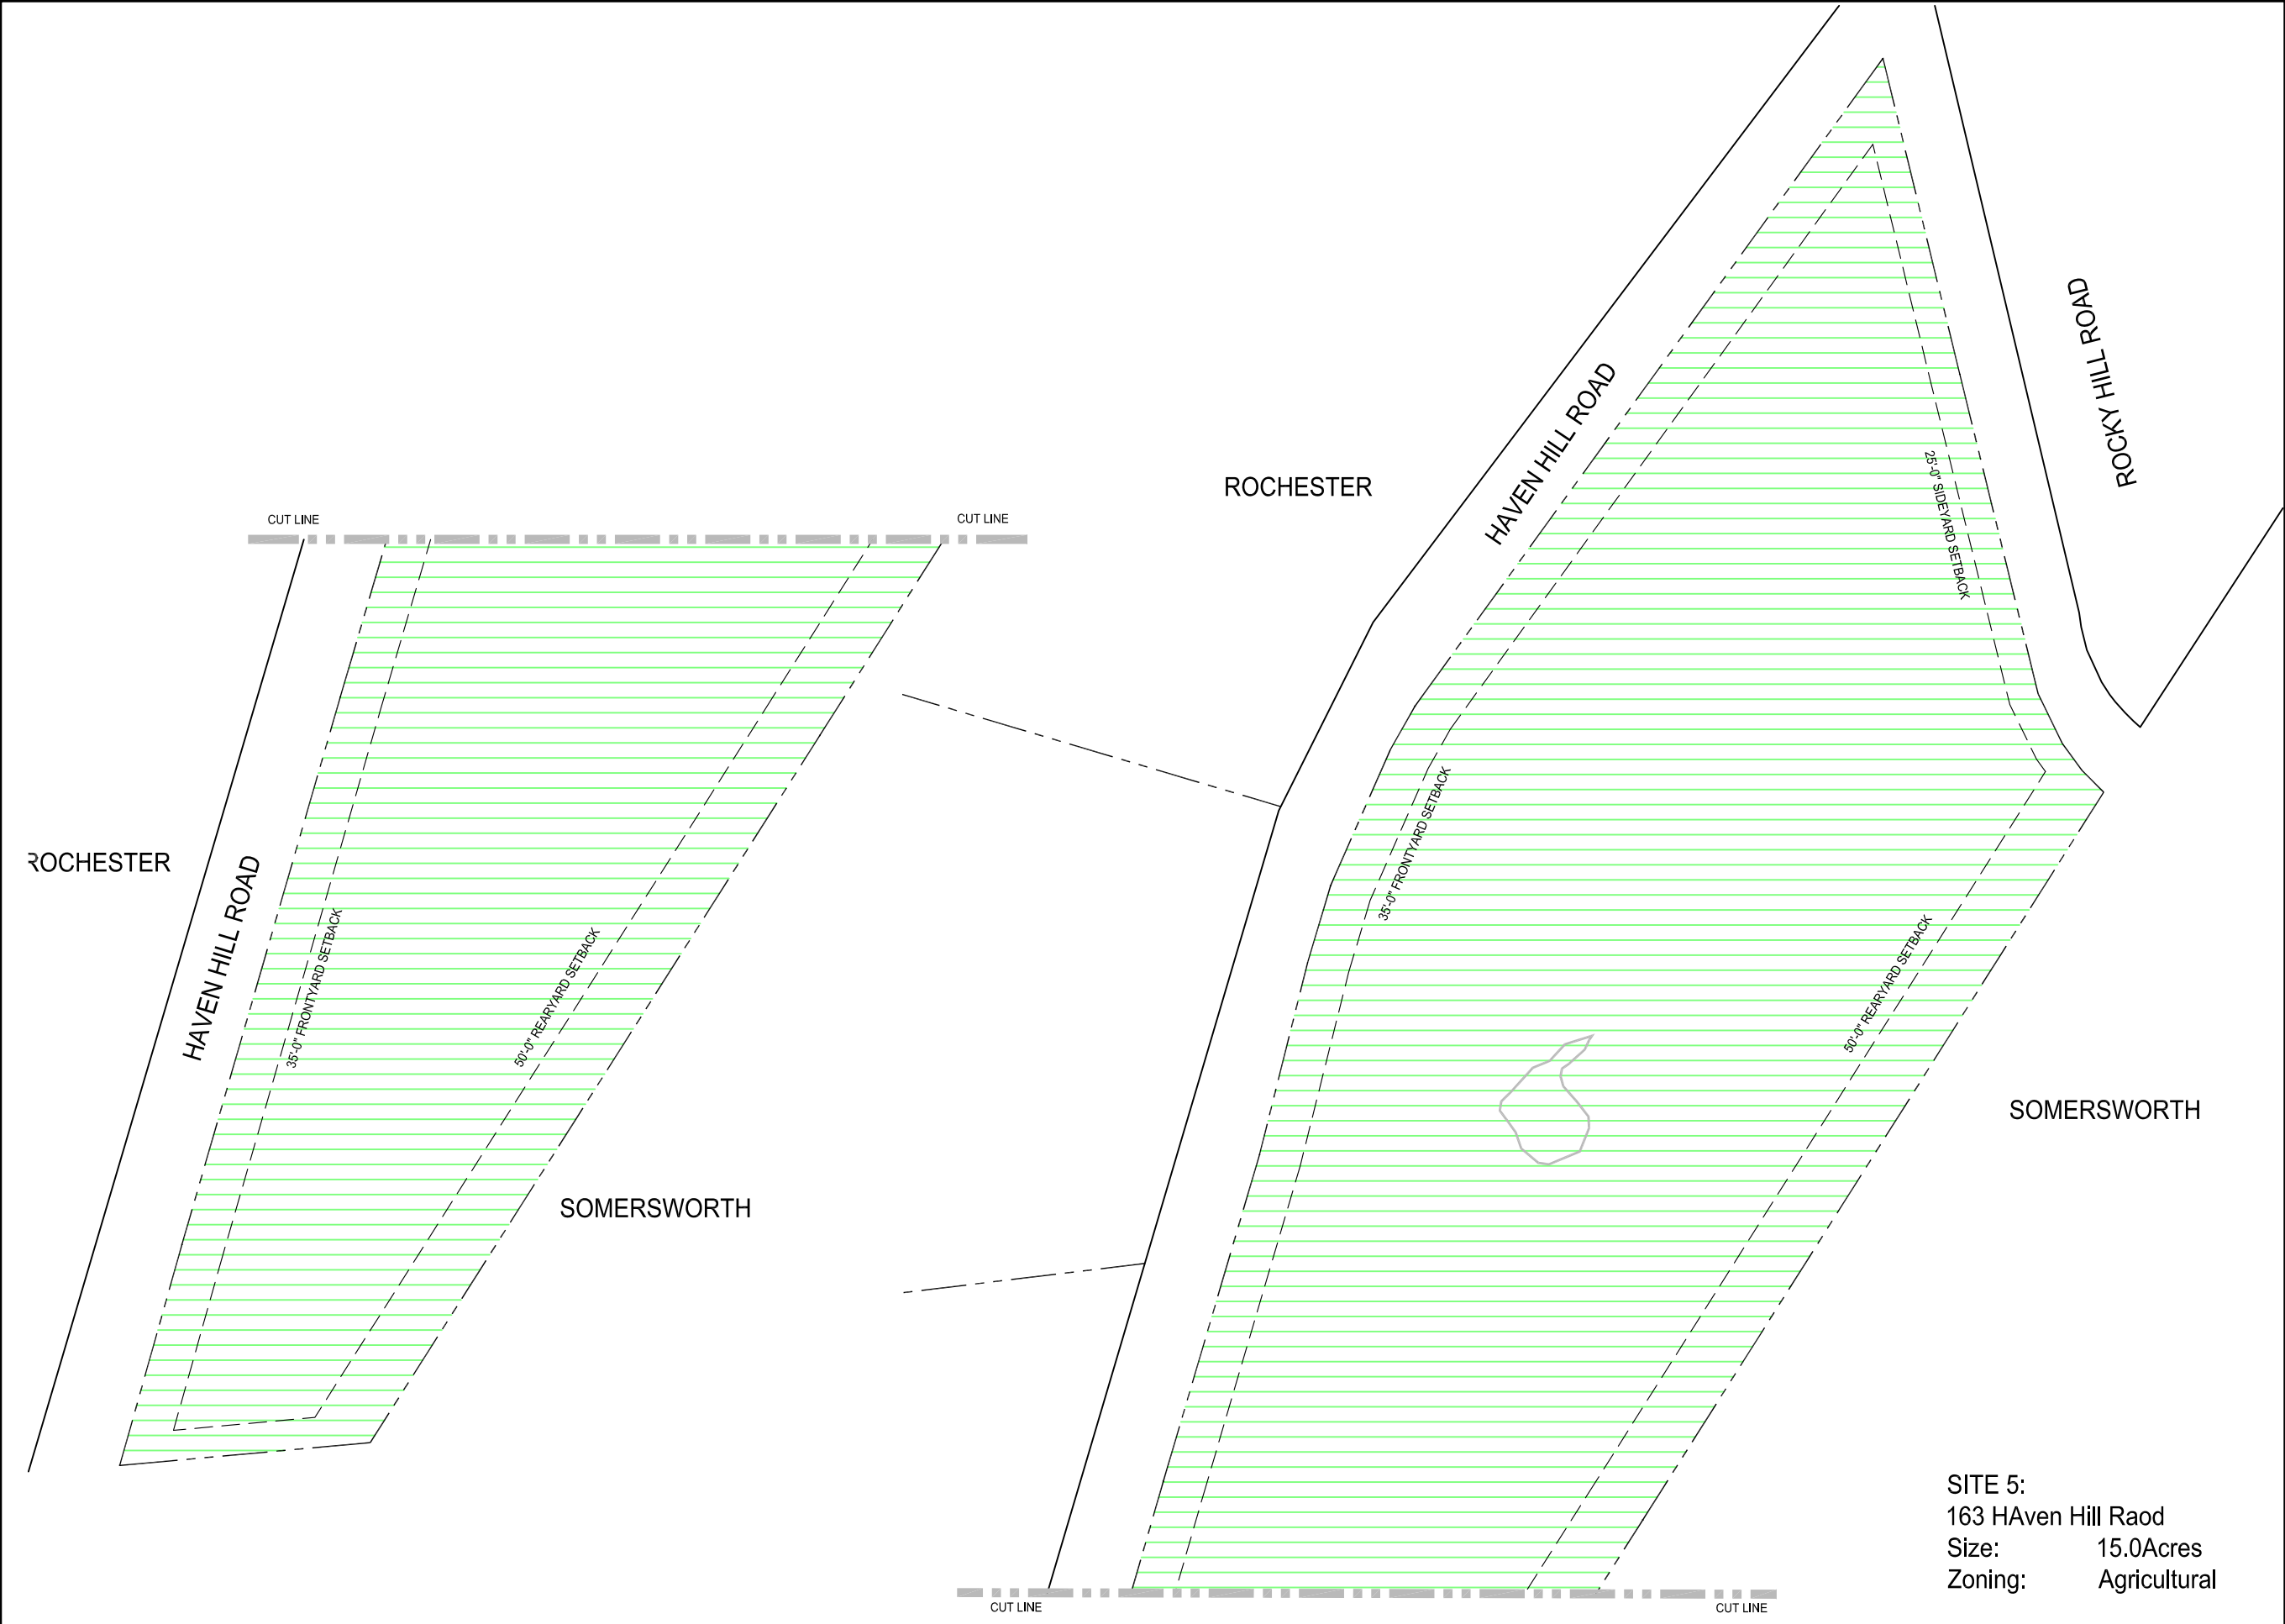 CUT LINE
CUT LINE
ROCHESTER
HAVEN HILL ROAD
35'-0" FRONTYARD SETBACK
50'-0" REARYARD SETBACK
SOMERSWORTH
ROCHESTER
HAVEN HILL ROAD
ROCKY HILL ROAD
25'-0" SIDEYARD SETBACK
35'-0" FRONTYARD SETBACK
50'-0" REARYARD SETBACK
SOMERSWORTH
CUT LINE
CUT LINE
SITE 5:
163 HAven Hill Raod
Size: 15.0Acres
Zoning: Agricultural